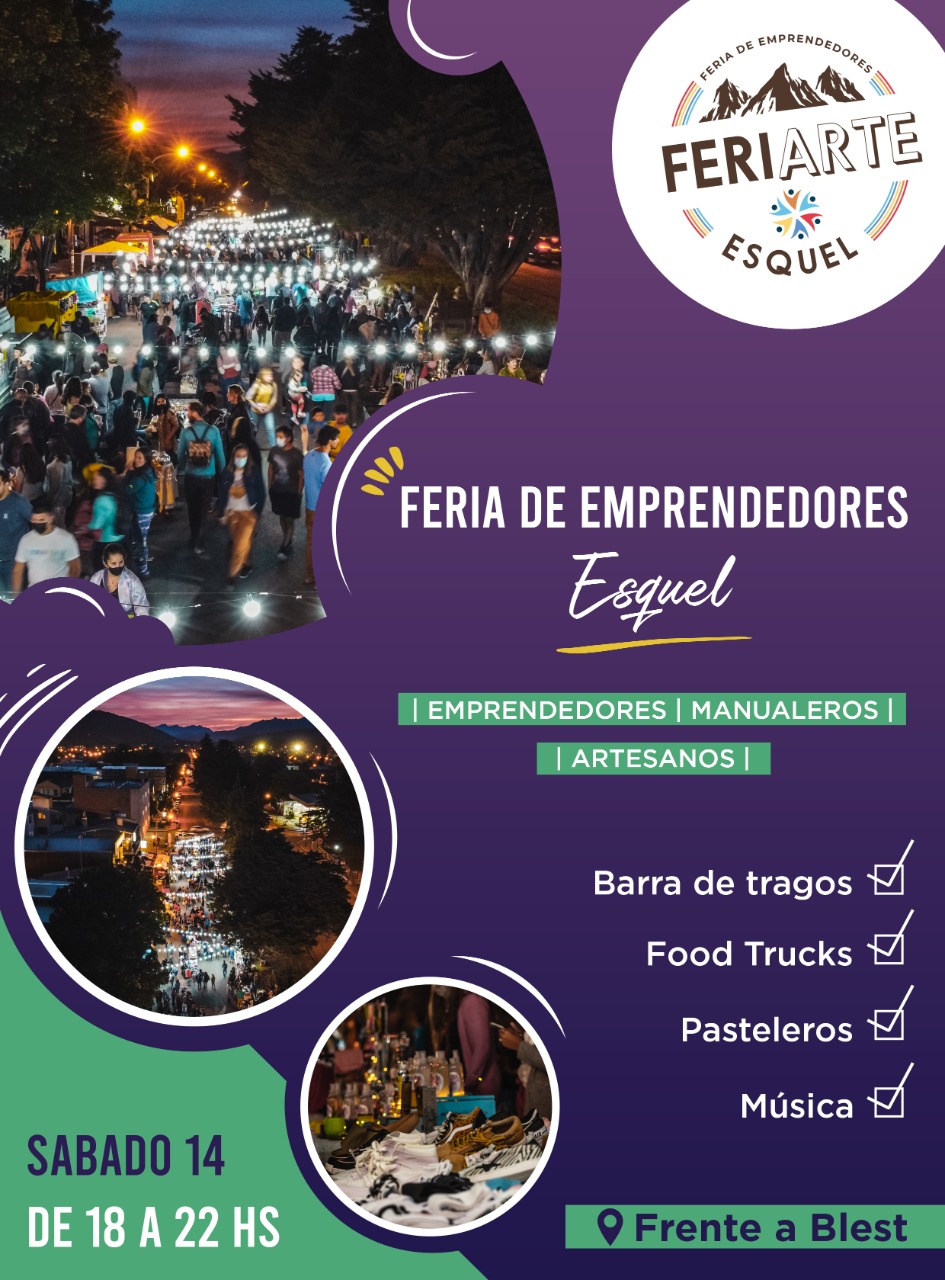 FERIA DE EMPRENDEDORES
FERIARTE
ESQUEL
FERIA DE EMPRENDEDORES
Esquel
| EMPRENDEDORES | MANUALEROS |
| ARTESANOS |
Barra de tragos
Food Trucks
Pasteleros
Música
SABADO 14
DE 18 A 22 HS
Frente a Blest